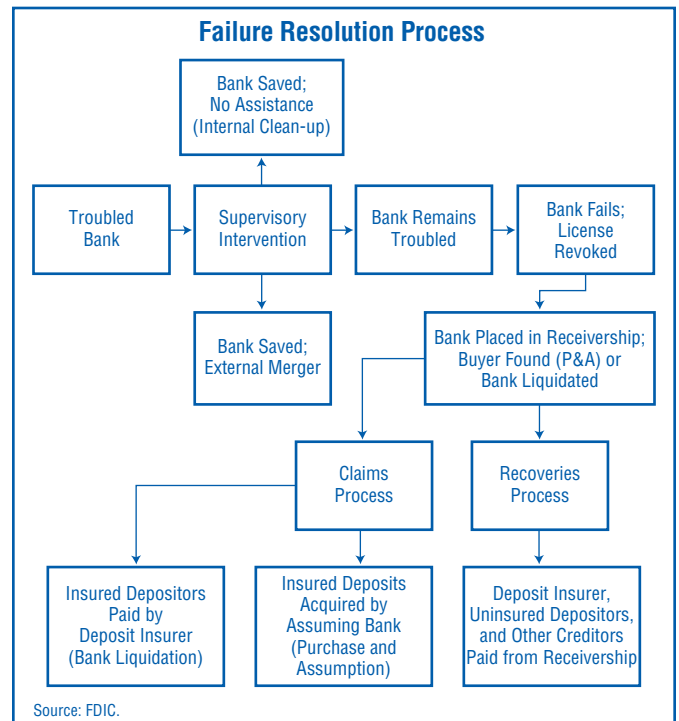 Failure Resolution Process
Bank Saved;
No Assistance
(Internal Clean-up)
Troubled
Bank
Supervisory
Intervention
Bank Remains
Troubled
Bank Fails;
License
Revoked
Bank Saved;
External Merger
Bank Placed in Receivership;
Buyer Found (P&A) or
Bank Liquidated
Claims
Process
Recoveries
Process
Insured Depositors
Paid by
Deposit Insurer
(Bank Liquidation)
Insured Deposits
Acquired by
Assuming Bank
(Purchase and
Assumption)
Deposit Insurer,
Uninsured Depositors,
and Other Creditors
Paid from Receivership
Source: FDIC.